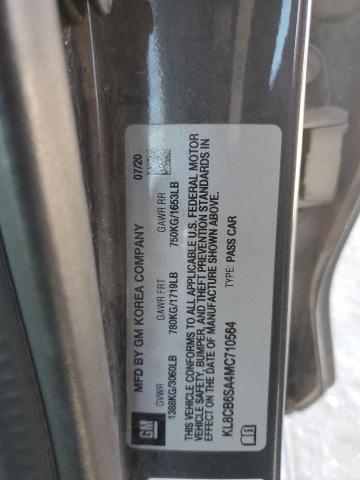 MFD BY GM KOREA COMPANY 07/20
GVWR GAWR FRT GAWR RR
1388KG/3060LB 780KG/1719LB 750KG/1653LB
THIS VEHICLE CONFORMS TO ALL APPLICABLE U.S. FEDERAL MOTOR
VEHICLE SAFETY, BUMPER, AND THEFT PREVENTION STANDARDS IN
EFFECT ON THE DATE OF MANUFACTURE SHOWN ABOVE.
KL8CB6SA4MC710564 TYPE: PASS CAR
GM